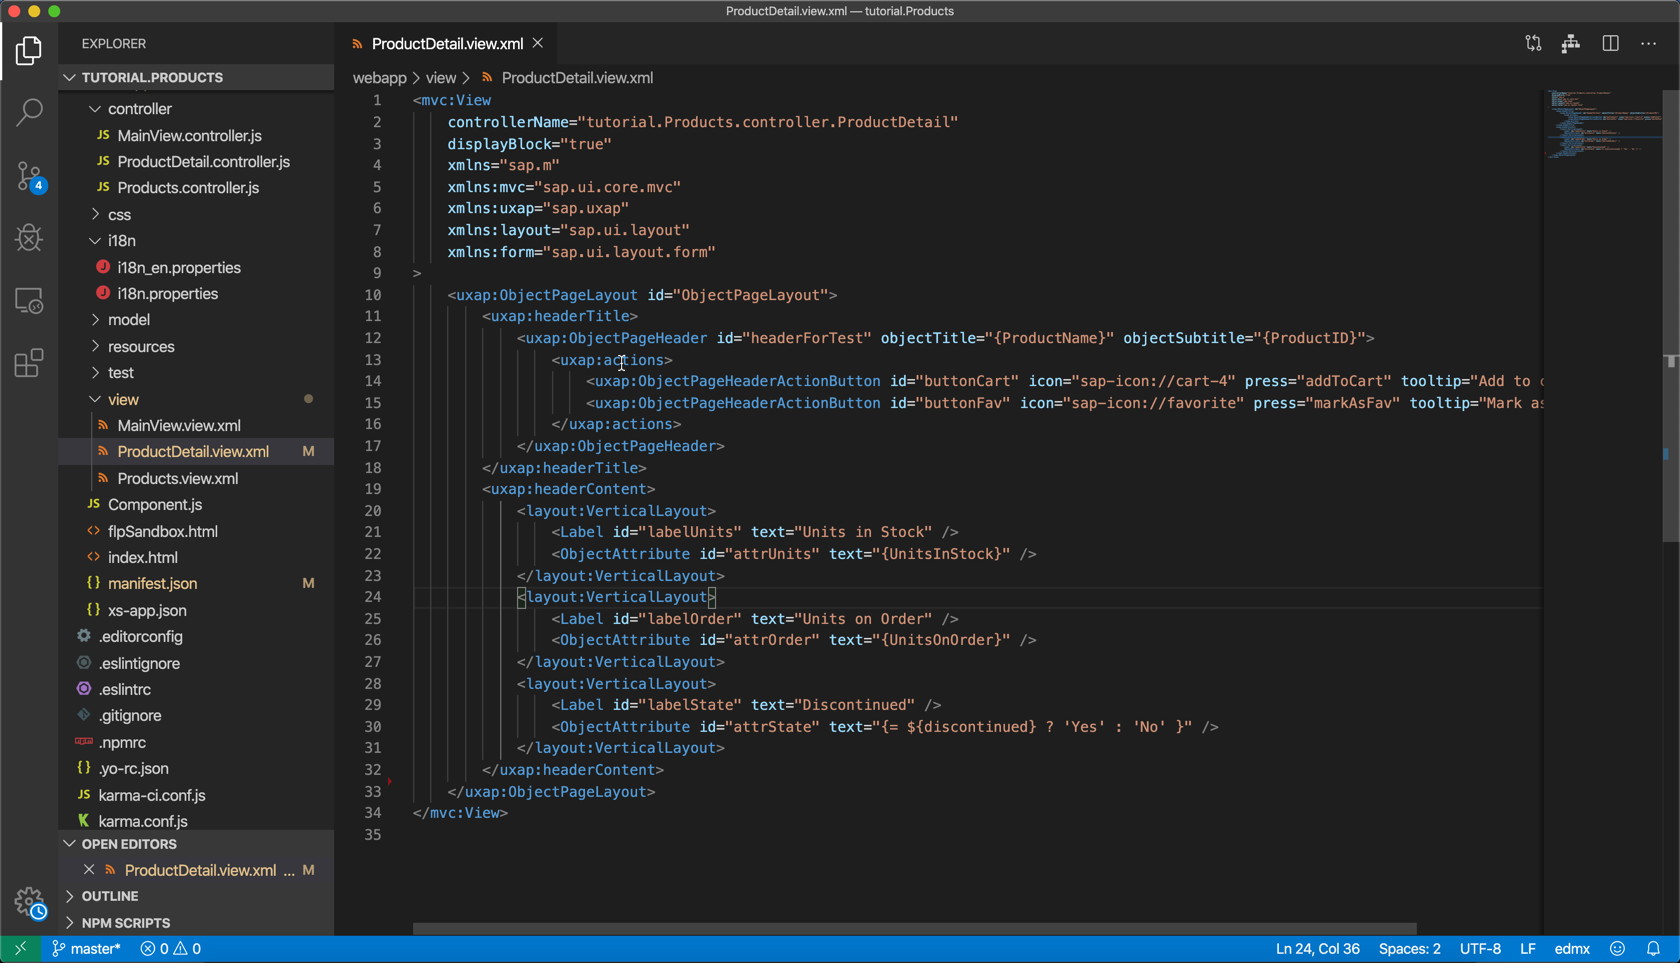 ProductDetail.view.xml — tutorial.Products
EXPLORER
TUTORIAL.PRODUCTS
controller
JS MainView.controller.js
JS ProductDetail.controller.js
JS Products.controller.js
css
i18n
J i18n_en.properties
J i18n.properties
model
resources
test
view
MainView.view.xml
ProductDetail.view.xml M
Products.view.xml
JS Component.js
<> flpSandbox.html
<> index.html
{} manifest.json M
{} xs-app.json
.editorconfig
.eslintignore
.eslintrc
.gitignore
npm .npmrc
{} .yo-rc.json
JS karma-ci.conf.js
K karma.conf.js
OPEN EDITORS
ProductDetail.view.xml ... M
OUTLINE
NPM SCRIPTS
4
ProductDetail.view.xml
webapp > view > ProductDetail.view.xml
1 <mvc:View
2 controllerName="tutorial.Products.controller.ProductDetail"
3 displayBlock="true"
4 xmlns="sap.m"
5 xmlns:mvc="sap.ui.core.mvc"
6 xmlns:uxap="sap.uxap"
7 xmlns:layout="sap.ui.layout"
8 xmlns:form="sap.ui.layout.form"
9 >
10 <uxap:ObjectPageLayout id="ObjectPageLayout">
11 <uxap:headerTitle>
12 <uxap:ObjectPageHeader id="headerForTest" objectTitle="{ProductName}" objectSubtitle="{ProductID}">
13 <uxap:actions>
14 <uxap:ObjectPageHeaderActionButton id="buttonCart" icon="sap-icon://cart-4" press="addToCart" tooltip="Add to
15 <uxap:ObjectPageHeaderActionButton id="buttonFav" icon="sap-icon://favorite" press="markAsFav" tooltip="Mark as
16 </uxap:actions>
17 </uxap:ObjectPageHeader>
18 </uxap:headerTitle>
19 <uxap:headerContent>
20 <layout:VerticalLayout>
21 <Label id="labelUnits" text="Units in Stock" />
22 <ObjectAttribute id="attrUnits" text="{UnitsInStock}" />
23 </layout:VerticalLayout>
24 <layout:VerticalLayout>
25 <Label id="labelOrder" text="Units on Order" />
26 <ObjectAttribute id="attrOrder" text="{UnitsOnOrder}" />
27 </layout:VerticalLayout>
28 <layout:VerticalLayout>
29 <Label id="labelState" text="Discontinued" />
30 <ObjectAttribute id="attrState" text="{= ${discontinued} ? 'Yes' : 'No' }" />
31 </layout:VerticalLayout>
32 </uxap:headerContent>
33 </uxap:ObjectPageLayout>
34 </mvc:View>
35
master* 0 0 Ln 24, Col 36 Spaces: 2 UTF-8 LF edmx